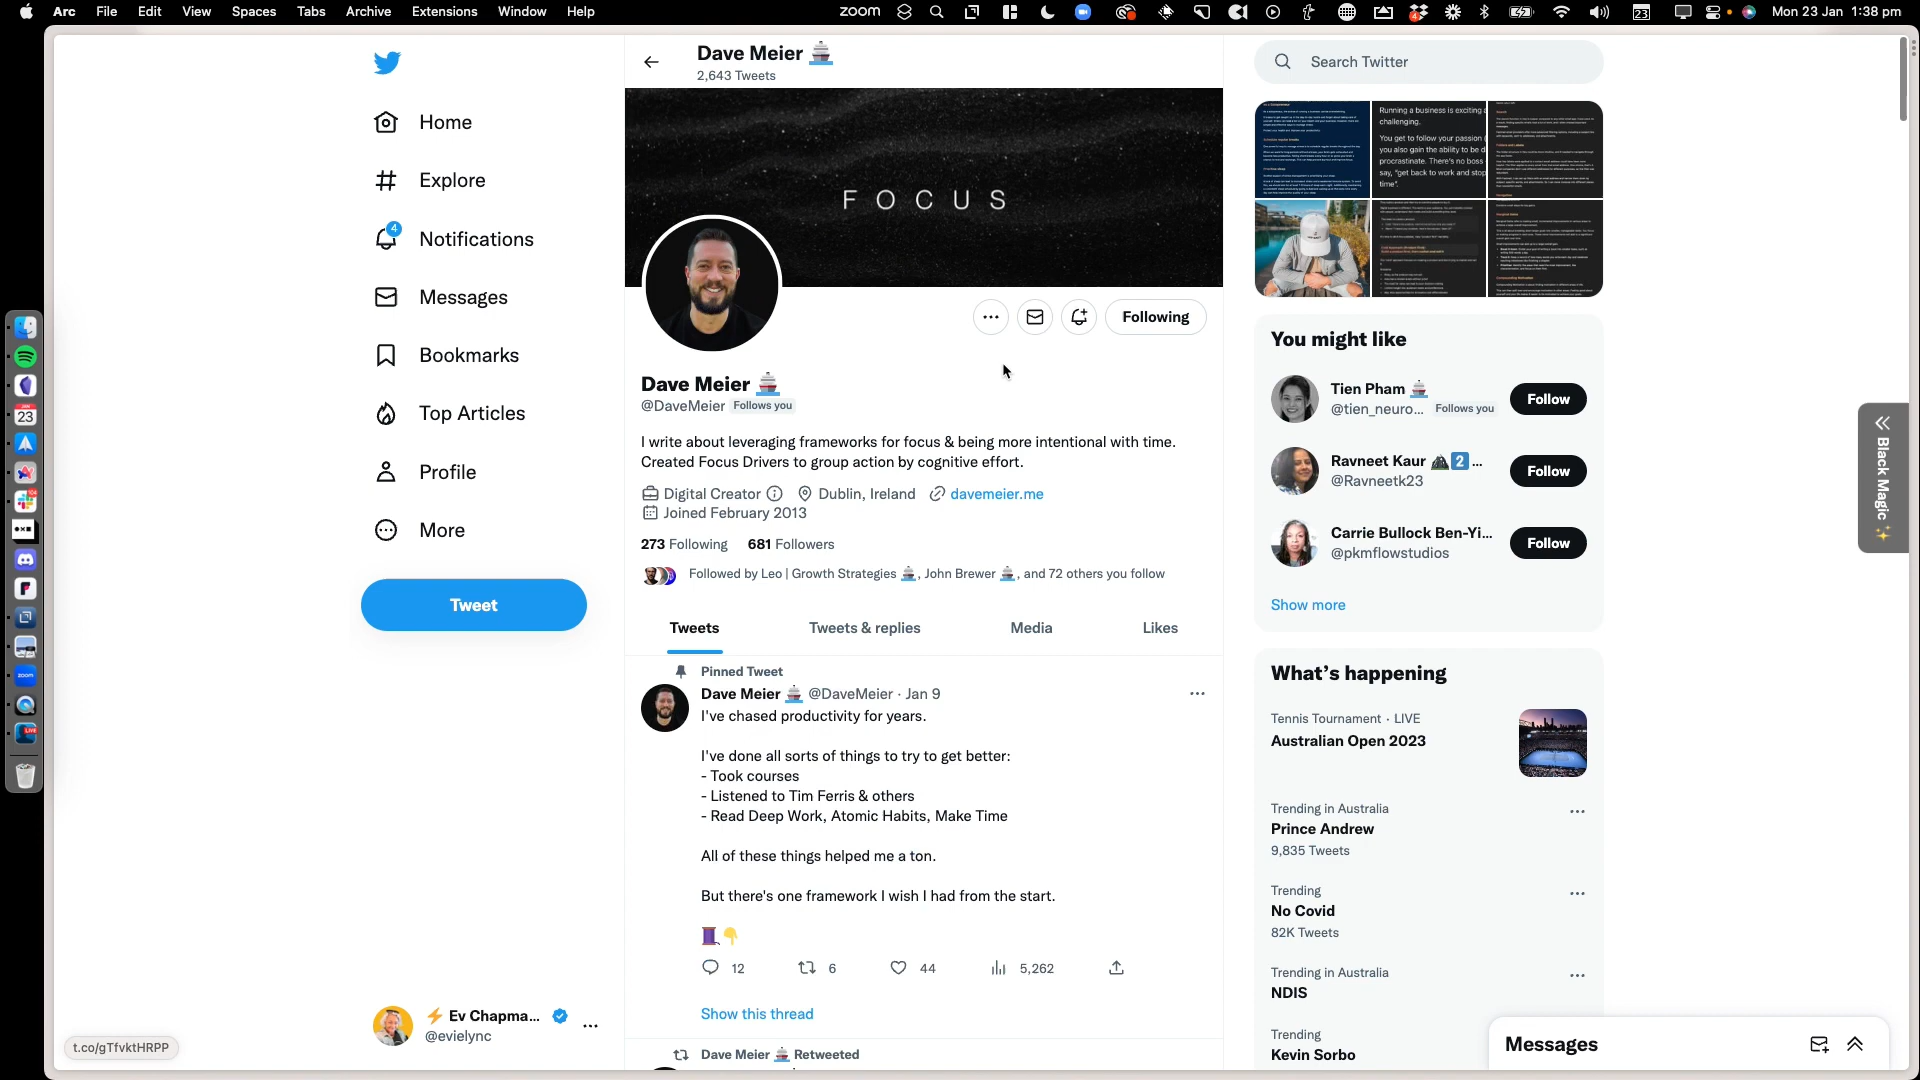 Arc File Edit View Spaces Tabs Archive Extensions Window Help
zoom
Mon 23 Jan 1:38 pm
Home
Explore
4
Notifications
Messages
Bookmarks
Top Articles
Profile
More
Tweet
⚡ Ev Chapma...
@evielync
t.co/gTfvktHRPP
Dave Meier 🚢
2,643 Tweets
FOCUS
Following
Dave Meier 🚢
@DaveMeier Follows you
I write about leveraging frameworks for focus & being more intentional with time.
Created Focus Drivers to group action by cognitive effort.
Digital Creator Dublin, Ireland davemeier.me
Joined February 2013
273 Following 681 Followers
Followed by Leo | Growth Strategies 🚢, John Brewer 🚢, and 72 others you follow
Tweets Tweets & replies Media Likes
Pinned Tweet
Dave Meier 🚢 @DaveMeier · Jan 9
I've chased productivity for years.
I've done all sorts of things to try to get better:
- Took courses
- Listened to Tim Ferris & others
- Read Deep Work, Atomic Habits, Make Time
All of these things helped me a ton.
But there's one framework I wish I had from the start.
🧵👇
12 6 44 5,262
Show this thread
Dave Meier 🚢 Retweeted
Search Twitter
Running a business is exciting
challenging.
You get to follow your passion
you also gain the ability to be
procrastinate. There's no boss
say, "get back to work and stop
time".
You might like
Tien Pham 🚢
@tien_neuro... Follows you
Follow
Ravneet Kaur 🏔2️⃣ ...
@Ravneetk23
Follow
Carrie Bullock Ben-Yi...
@pkmflowstudios
Follow
Show more
What's happening
Tennis Tournament · LIVE
Australian Open 2023
Trending in Australia
Prince Andrew
9,835 Tweets
Trending
No Covid
82K Tweets
Trending in Australia
NDIS
Trending
Kevin Sorbo
Messages
Black Magic ✨